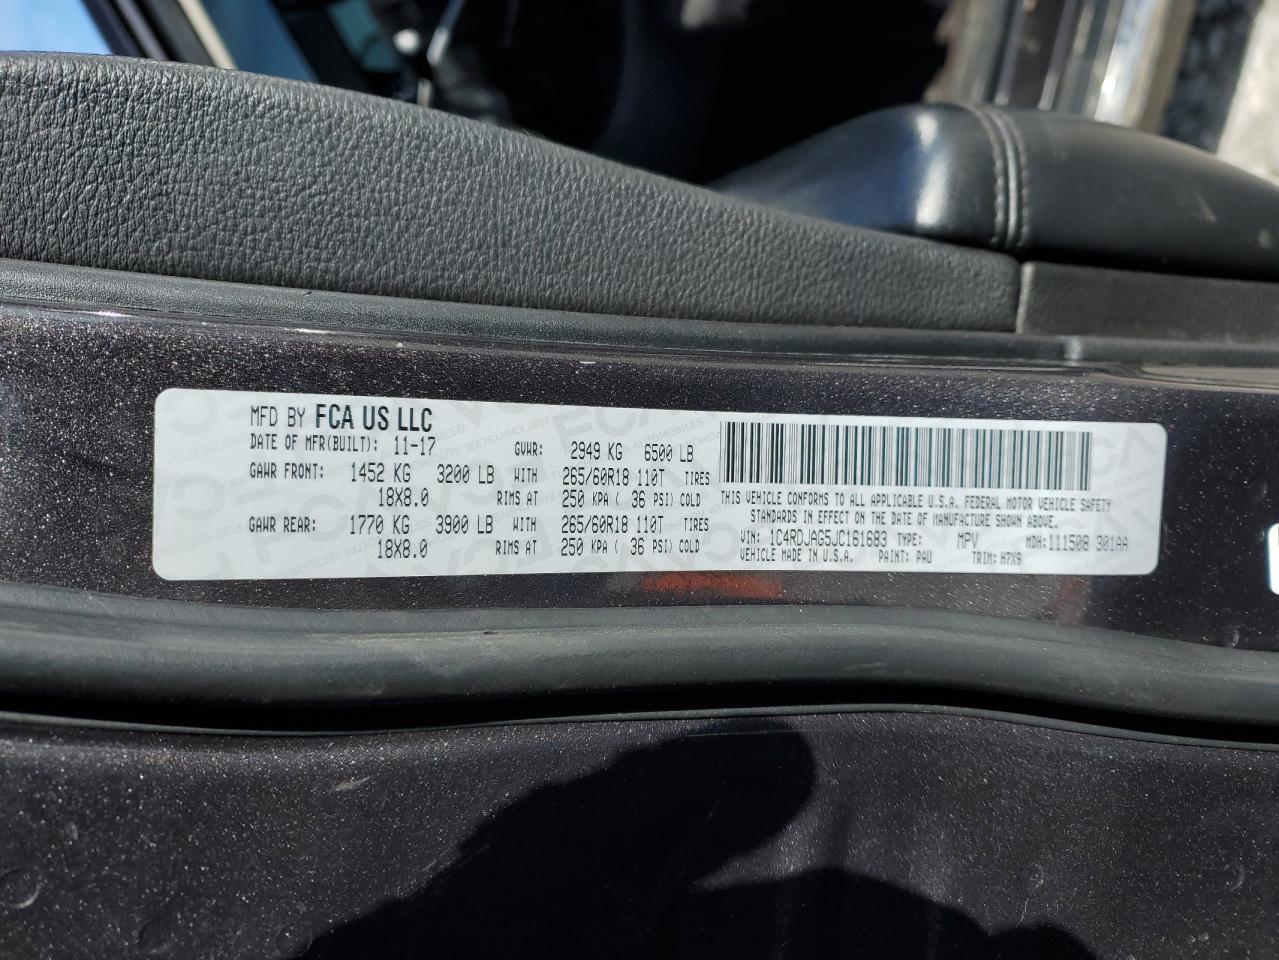 MFD BY FCA US LLC
DATE OF MFR(BUILT): 11-17 GVWR: 2949 KG 6500 LB
GAWR FRONT: 1452 KG 3200 LB WITH 265/60R18 110T TIRES
18X8.0 RIMS AT 250 KPA ( 36 PSI) COLD
GAWR REAR: 1770 KG 3900 LB WITH 265/60R18 110T TIRES
18X8.0 RIMS AT 250 KPA ( 36 PSI) COLD
THIS VEHICLE CONFORMS TO ALL APPLICABLE U.S.A. FEDERAL MOTOR VEHICLE SAFETY
STANDARDS IN EFFECT ON THE DATE OF MANUFACTURE SHOWN ABOVE.
VIN: 1C4RDJAG5JC161683 TYPE: MPV MDH: 111508 301AA
VEHICLE MADE IN U.S.A. PAINT: PAU TRIM: H7X9